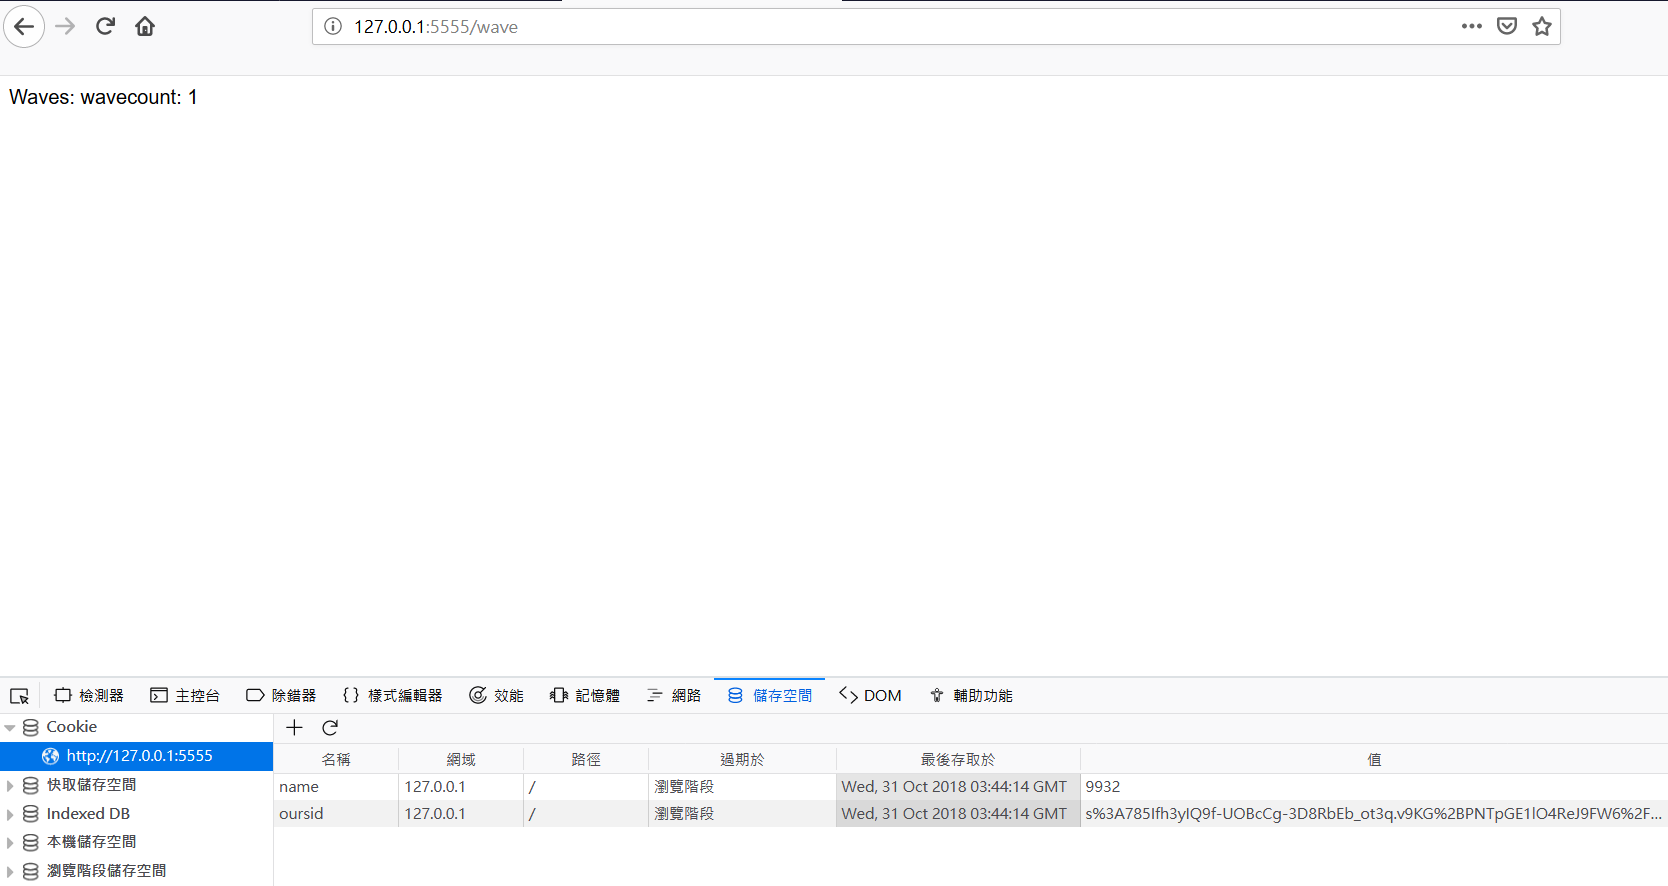 127.0.0.1:5555/wave
Waves: wavecount: 1
檢測器 主控台 除錯器 樣式編輯器 效能 記憶體 網路 儲存空間 DOM 輔助功能
Cookie
http://127.0.0.1:5555
快取儲存空間
Indexed DB
本機儲存空間
瀏覽階段儲存空間
名稱 網域 路徑 過期於 最後存取於 值
name 127.0.0.1 / 瀏覽階段 Wed, 31 Oct 2018 03:44:14 GMT 9932
oursid 127.0.0.1 / 瀏覽階段 Wed, 31 Oct 2018 03:44:14 GMT s%3A785Ifh3yIQ9f-UOBcCg-3D8RbEb_ot3q.v9KG%2BPNTpGE1lO4ReJ9FW6%2F...